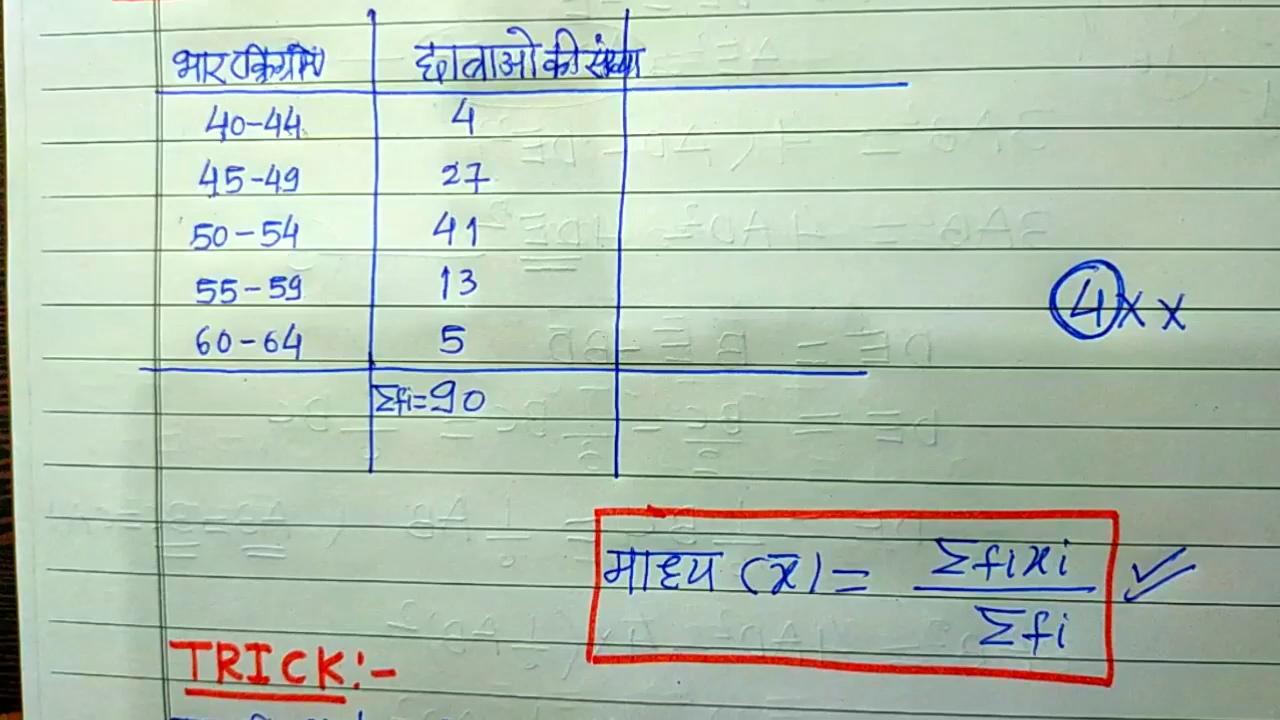 भार(किग्रामे) छात्राओ की संख्या
40-44 4
45-49 27
50-54 41
55-59 13
60-64 5
Σfi=90
4 x x
माध्य (x̄) = Σfixi / Σfi ✓
TRICK:-